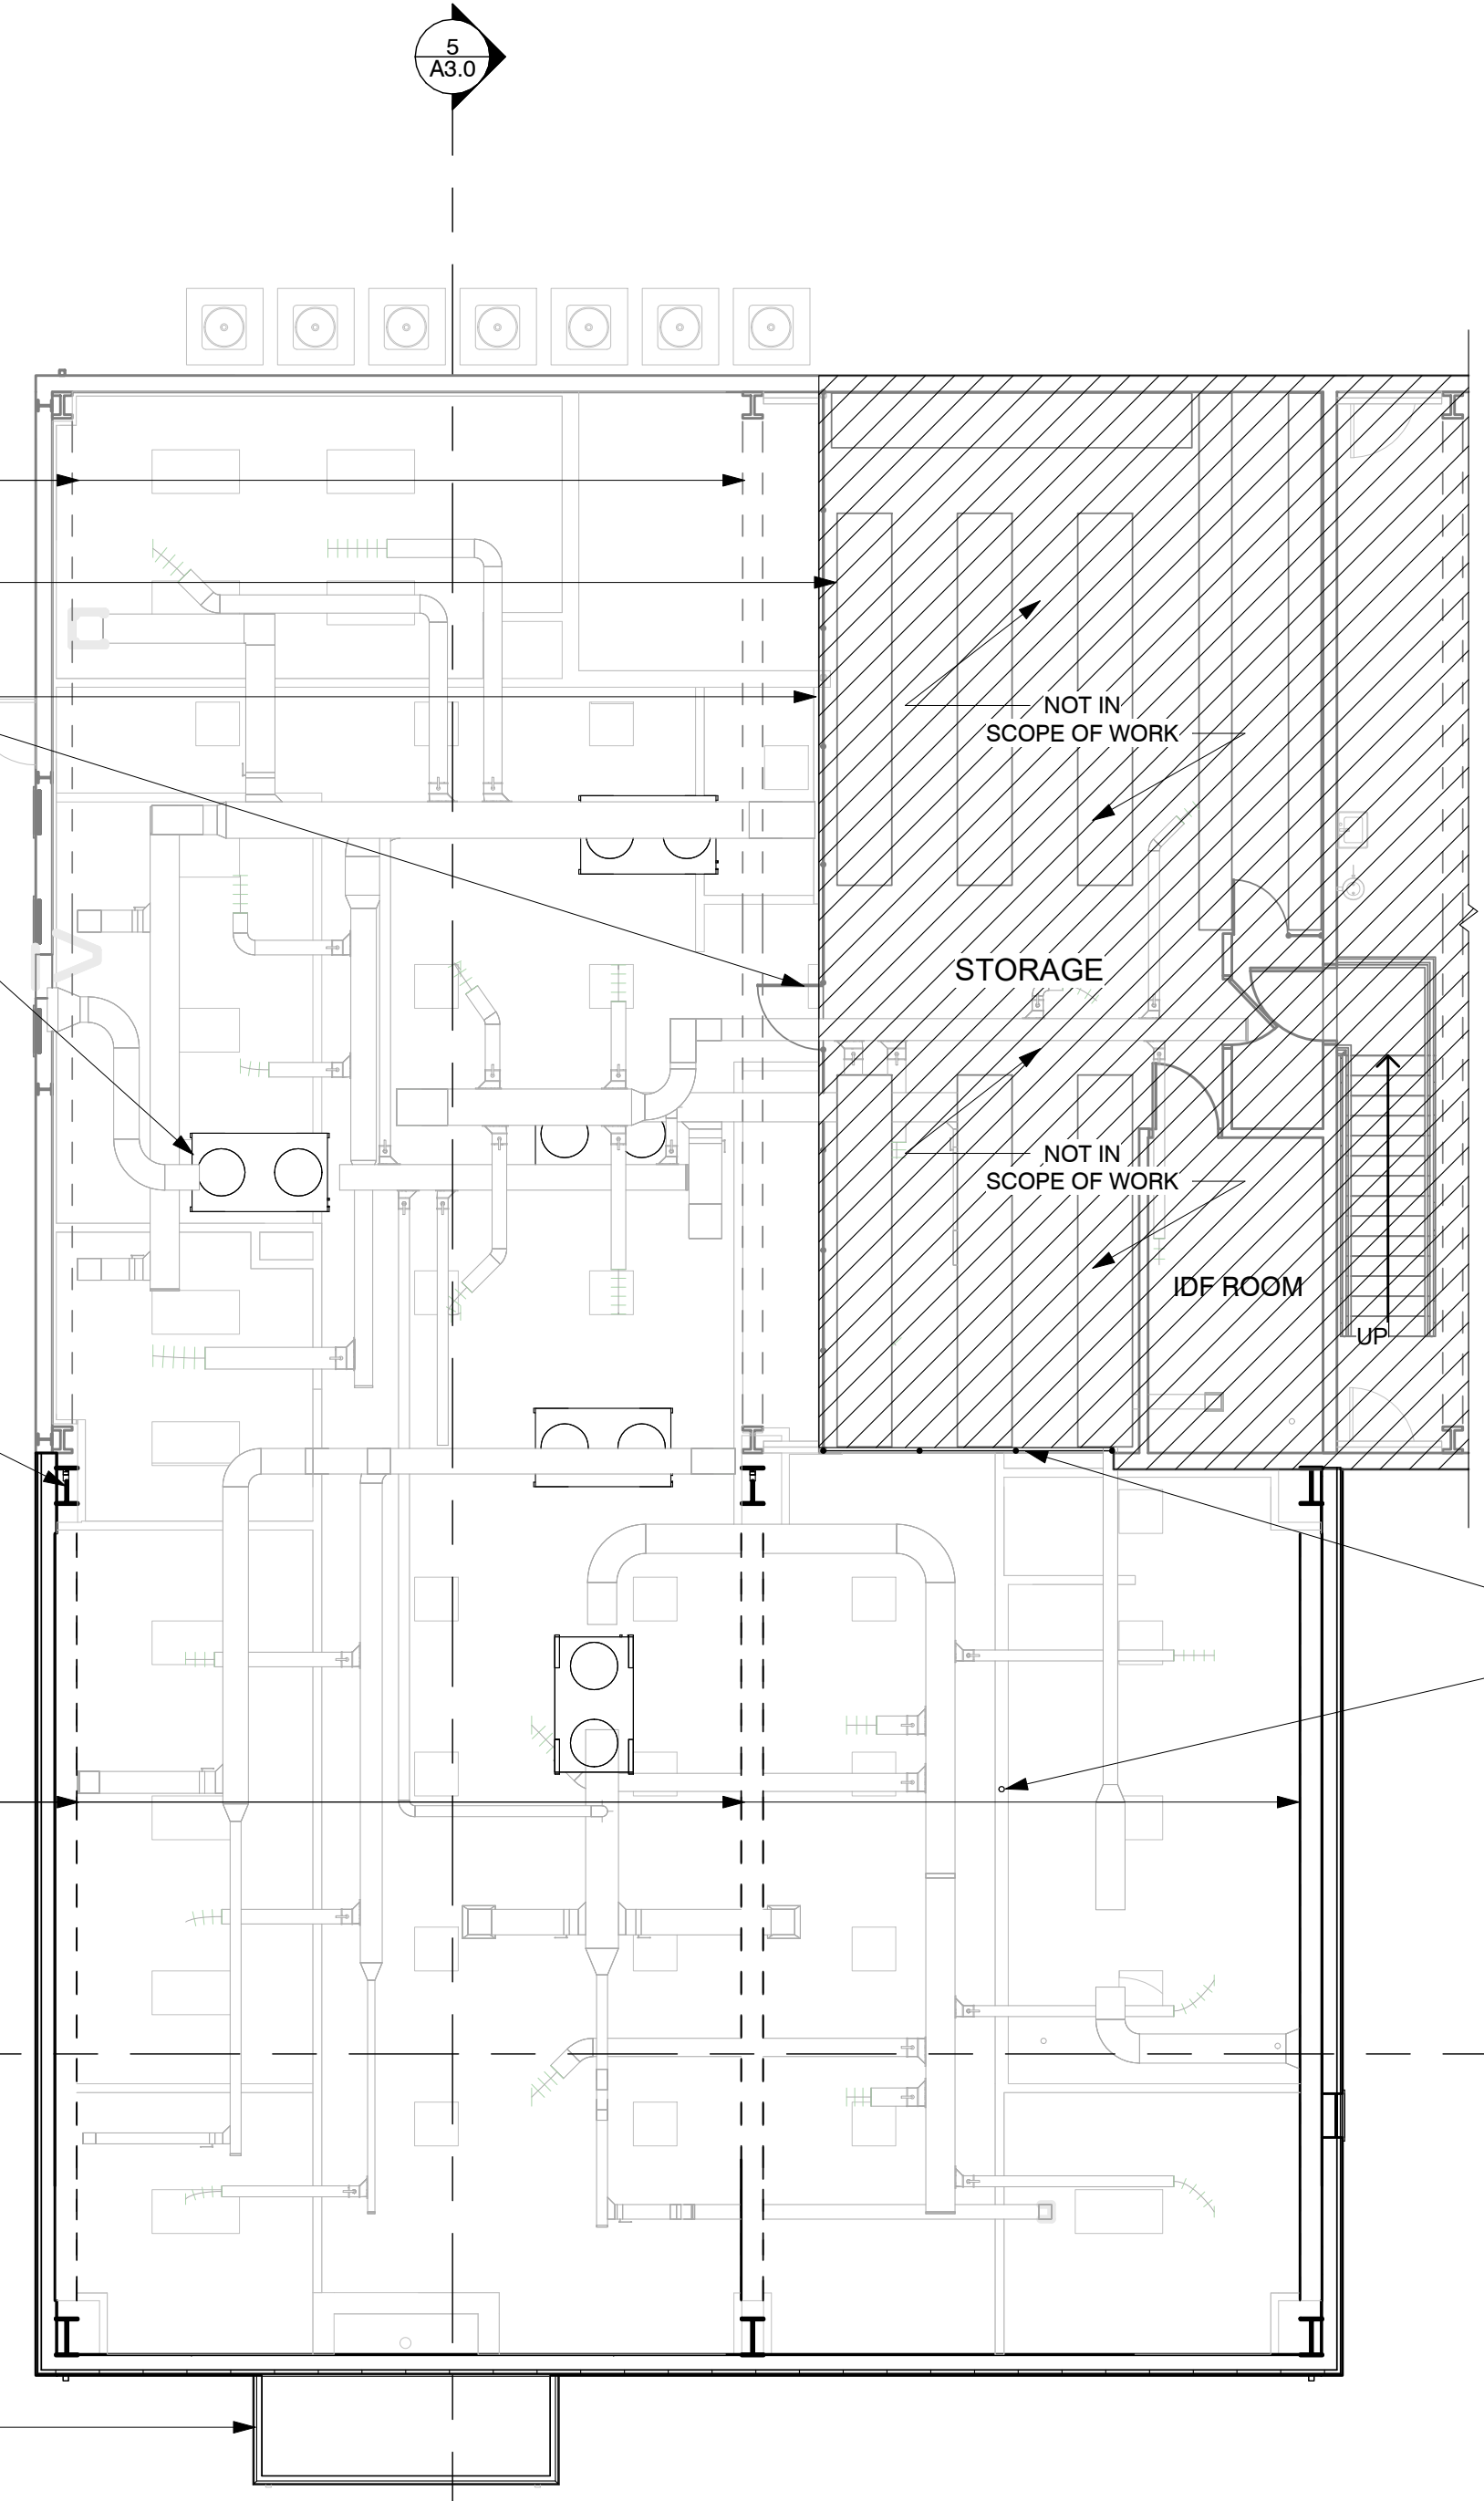 5
A3.0
NOT IN
SCOPE OF WORK
STORAGE
NOT IN
SCOPE OF WORK
IDF ROOM
UP